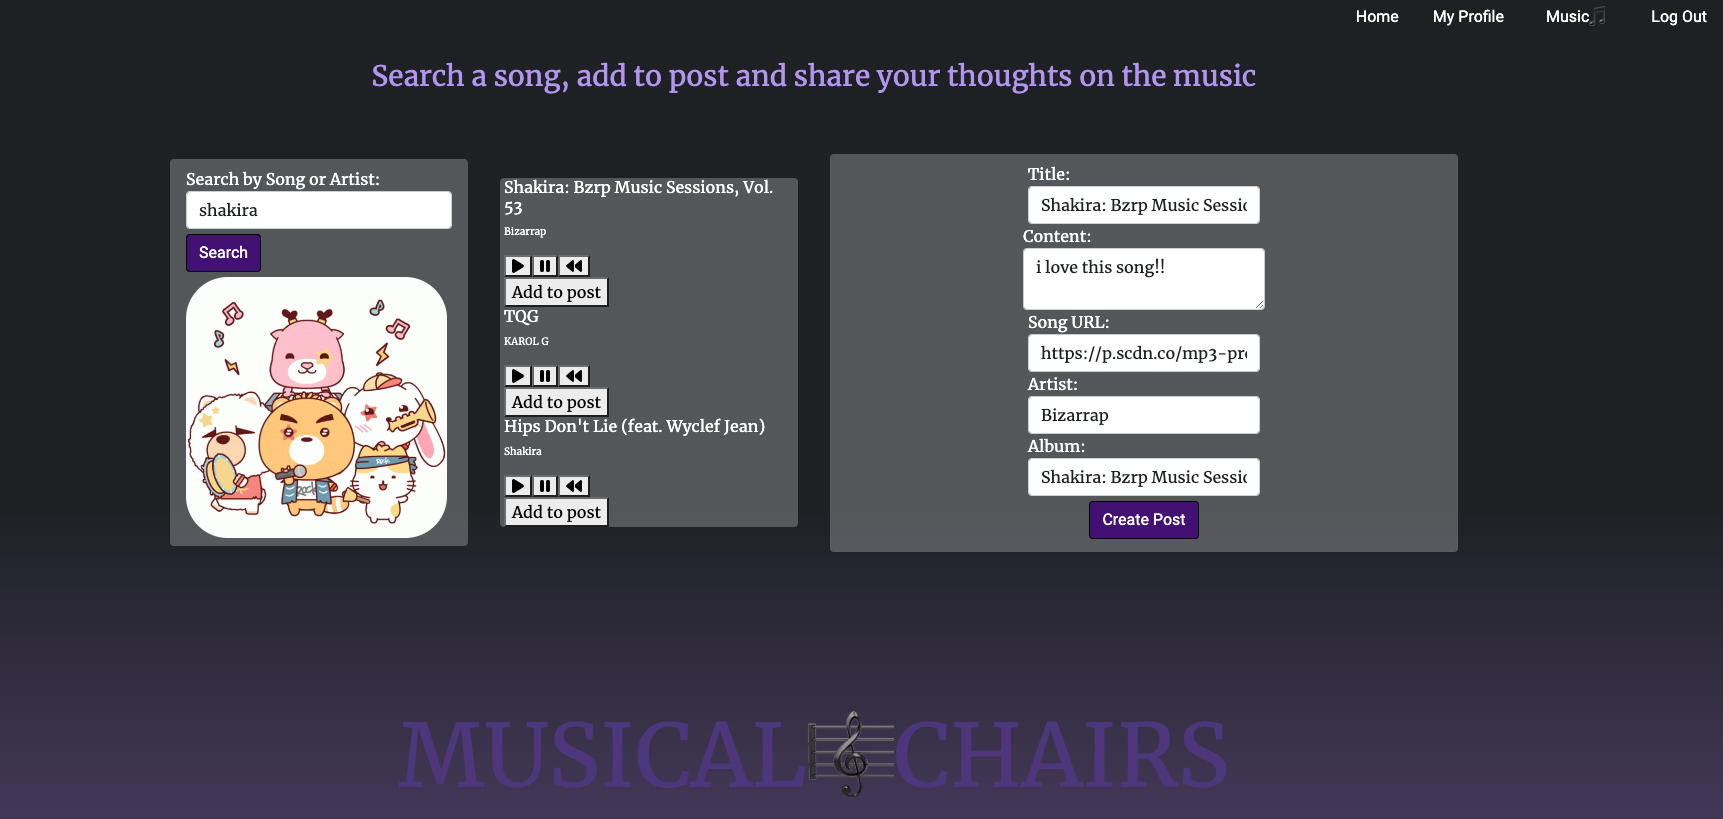 Home My Profile Music🎵 Log Out
Search a song, add to post and share your thoughts on the music
Search by Song or Artist:
shakira
Search
Shakira: Bzrp Music Sessions, Vol.
53
Bizarrap
Add to post
TQG
KAROL G
Add to post
Hips Don't Lie (feat. Wyclef Jean)
Shakira
Add to post
Title:
Shakira: Bzrp Music Sessic
Content:
i love this song!!
Song URL:
https://p.scdn.co/mp3-pre
Artist:
Bizarrap
Album:
Shakira: Bzrp Music Sessic
Create Post
MUSICAL🎼CHAIRS